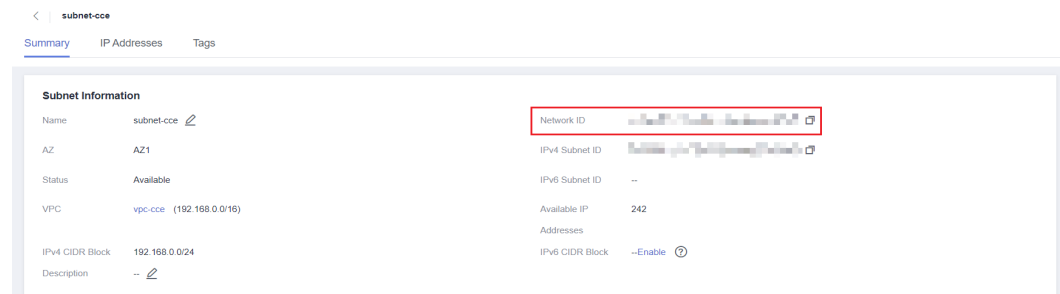 subnet-cce
Summary IP Addresses Tags
Subnet Information
Name subnet-cce
Network ID
AZ AZ1
IPv4 Subnet ID
Status Available
IPv6 Subnet ID --
VPC vpc-cce (192.168.0.0/16)
Available IP Addresses 242
IPv4 CIDR Block 192.168.0.0/24
IPv6 CIDR Block --Enable
Description --